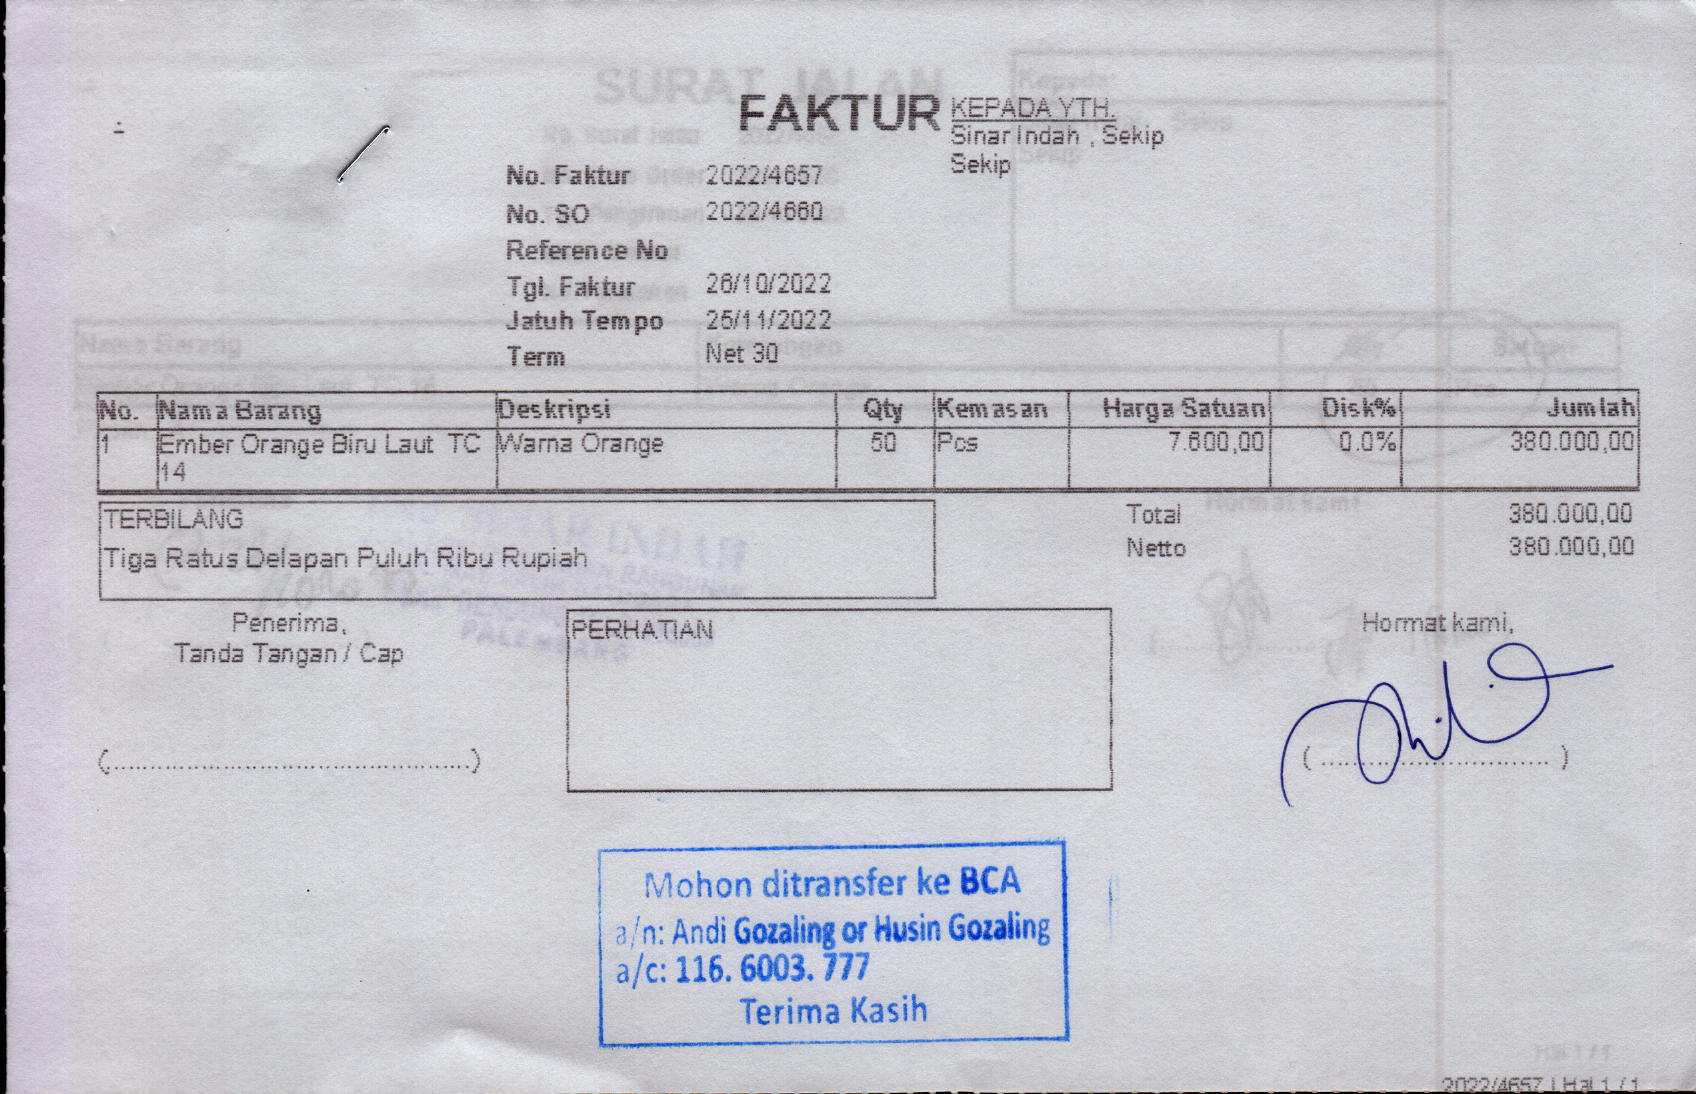 FAKTUR
KEPADA YTH.
Sinar Indah , Sekip
Sekip
No. Faktur 2022/4657
No. SO 2022/4660
Reference No
Tgl. Faktur 26/10/2022
Jatuh Tempo 25/11/2022
Term Net 30
No. Nama Barang Deskripsi Qty Kemasan Harga Satuan Disk% Jumlah
1 Ember Orange Biru Laut TC Warna Orange 50 Pcs 7.600,00 0.0% 380.000,00
14
TERBILANG
Tiga Ratus Delapan Puluh Ribu Rupiah
Total 380.000,00
Netto 380.000,00
Penerima,
Tanda Tangan / Cap
PERHATIAN
Hormat kami,
Mohon ditransfer ke BCA
a/n: Andi Gozaling or Husin Gozaling
a/c: 116. 6003. 777
Terima Kasih
2022/4657 | Hal 1 / 1